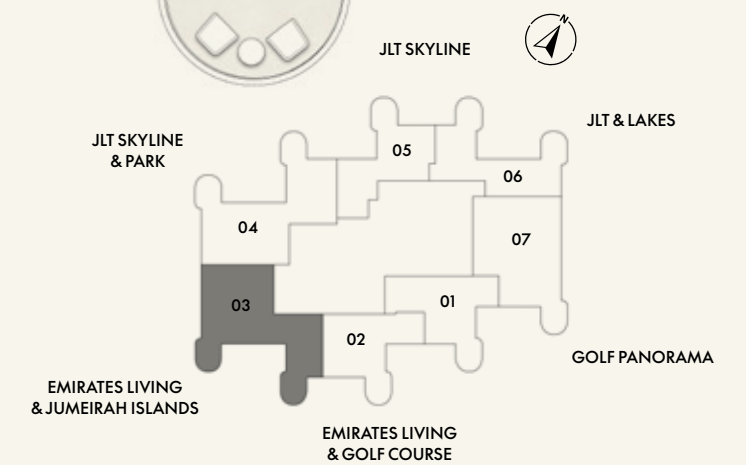 N
JLT SKYLINE
JLT & LAKES
JLT SKYLINE
& PARK
05
06
04
07
03
01
02
GOLF PANORAMA
EMIRATES LIVING
& JUMEIRAH ISLANDS
EMIRATES LIVING
& GOLF COURSE